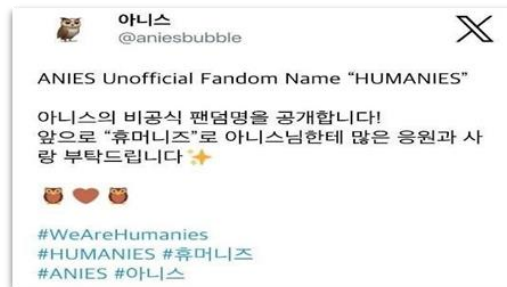 아니스
@aniesbubble
ANIES Unofficial Fandom Name “HUMANIES”
아니스의 비공식 팬덤명을 공개합니다!
앞으로 “휴머니즈”로 아니스님한테 많은 응원과 사
랑 부탁드립니다✨
🦉❤️🦉
#WeAreHumanies
#HUMANIES #휴머니즈
#ANIES #아니스